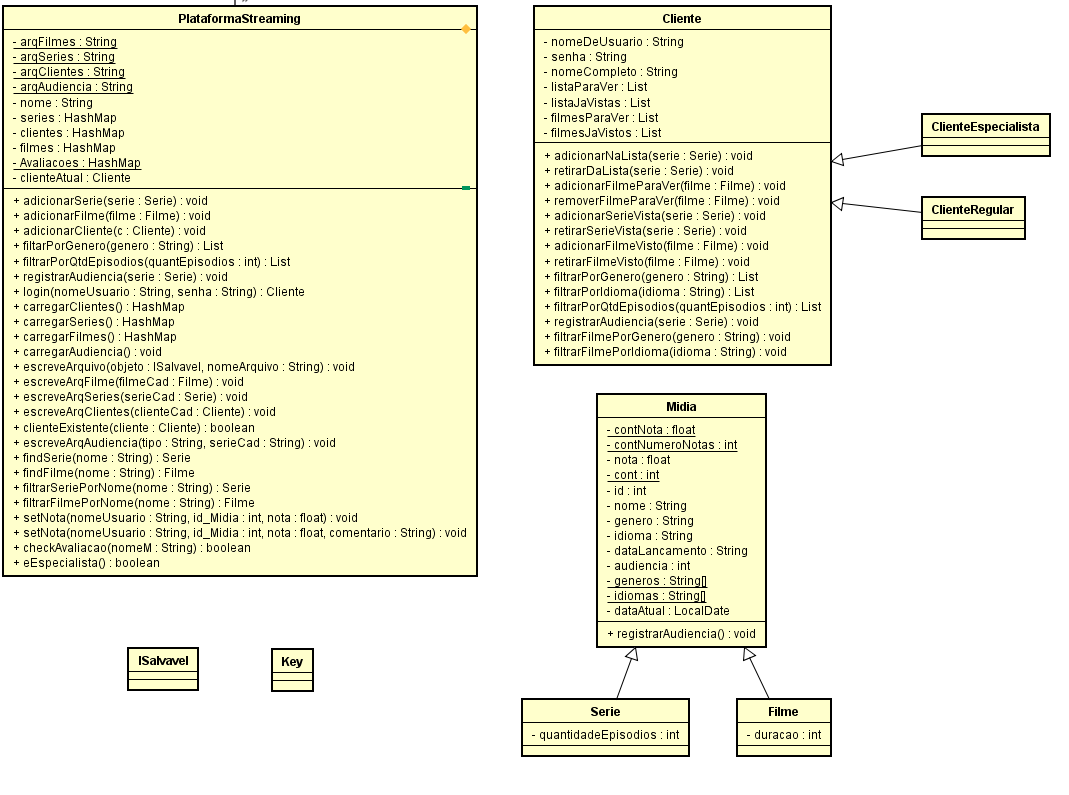 PlataformaStreaming
- arqFilmes : String
- arqSeries : String
- arqClientes : String
- arqAudiencia : String
- nome : String
- series : HashMap
- clientes : HashMap
- filmes : HashMap
- Avaliacoes : HashMap
- clienteAtual : Cliente
+ adicionarSerie(serie : Serie) : void
+ adicionarFilme(filme : Filme) : void
+ adicionarCliente(c : Cliente) : void
+ filtarPorGenero(genero : String) : List
+ filtrarPorQtdEpisodios(quantEpisodios : int) : List
+ registrarAudiencia(serie : Serie) : void
+ login(nomeUsuario : String, senha : String) : Cliente
+ carregarClientes() : HashMap
+ carregarSeries() : HashMap
+ carregarFilmes() : HashMap
+ carregarAudiencia() : void
+ escreveArquivo(objeto : ISalvavel, nomeArquivo : String) : void
+ escreveArqFilme(filmeCad : Filme) : void
+ escreveArqSeries(serieCad : Serie) : void
+ escreveArqClientes(clienteCad : Cliente) : void
+ clienteExistente(cliente : Cliente) : boolean
+ escreveArqAudiencia(tipo : String, serieCad : String) : void
+ findSerie(nome : String) : Serie
+ findFilme(nome : String) : Filme
+ filtrarSeriePorNome(nome : String) : Serie
+ filtrarFilmePorNome(nome : String) : Filme
+ setNota(nomeUsuario : String, id_Midia : int, nota : float) : void
+ setNota(nomeUsuario : String, id_Midia : int, nota : float, comentario : String) : void
+ checkAvaliacao(nomeM : String) : boolean
+ eEspecialista() : boolean
Cliente
- nomeDeUsuario : String
- senha : String
- nomeCompleto : String
- listaParaVer : List
- listaJaVistas : List
- filmesParaVer : List
- filmesJaVistos : List
+ adicionarNaLista(serie : Serie) : void
+ retirarDaLista(serie : Serie) : void
+ adicionarFilmeParaVer(filme : Filme) : void
+ removerFilmeParaVer(filme : Filme) : void
+ adicionarSerieVista(serie : Serie) : void
+ retirarSerieVista(serie : Serie) : void
+ adicionarFilmeVisto(filme : Filme) : void
+ retirarFilmeVisto(filme : Filme) : void
+ filtrarPorGenero(genero : String) : List
+ filtrarPorIdioma(idioma : String) : List
+ filtrarPorQtdEpisodios(quantEpisodios : int) : List
+ registrarAudiencia(serie : Serie) : void
+ filtrarFilmePorGenero(genero : String) : void
+ filtrarFilmePorIdioma(idioma : String) : void
ClienteEspecialista
ClienteRegular
Midia
- contNota : float
- contNumeroNotas : int
- nota : float
- cont : int
- id : int
- nome : String
- genero : String
- idioma : String
- dataLancamento : String
- audiencia : int
- generos : String[]
- idiomas : String[]
- dataAtual : LocalDate
+ registrarAudiencia() : void
ISalvavel
Key
Serie
- quantidadeEpisodios : int
Filme
- duracao : int